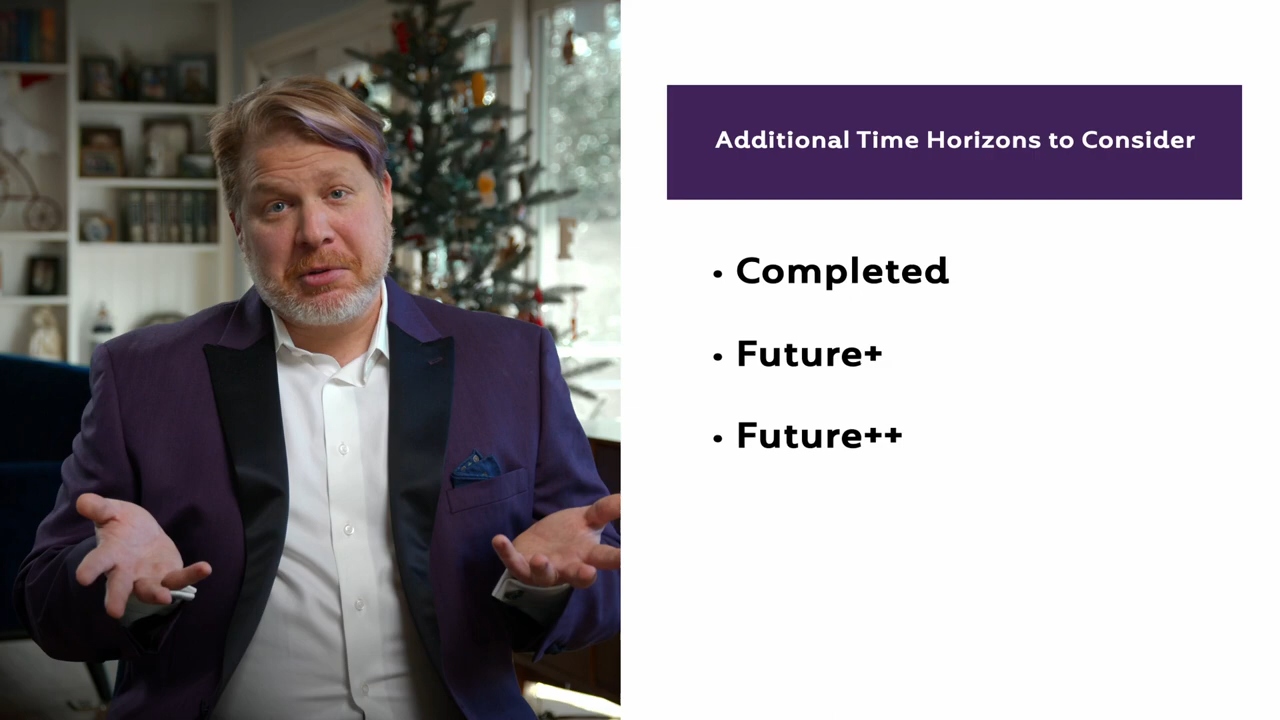 Additional Time Horizons to Consider
• Completed
• Future+
• Future++